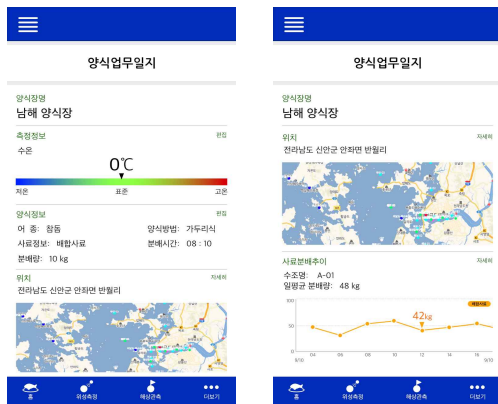 양식업무일지
양식장명
남해 양식장
측정정보 편집
수온
0℃
저온 표준 고온
양식정보 편집
어 종: 참돔 양식방법: 가두리식
사료정보: 배합사료 분배시간: 08 : 10
분배량: 10 kg
위치 자세히
전라남도 신안군 안좌면 반월리
홈 위성측정 해상관측 더보기
양식업무일지
양식장명
남해 양식장
위치 자세히
전라남도 신안군 안좌면 반월리
사료분배추이 자세히
수조명: A-01
일평균 분배량: 48 kg
배합사료
100
42kg
50
0
04 06 08 10 12 14 16
9/10 9/10
홈 위성측정 해상관측 더보기